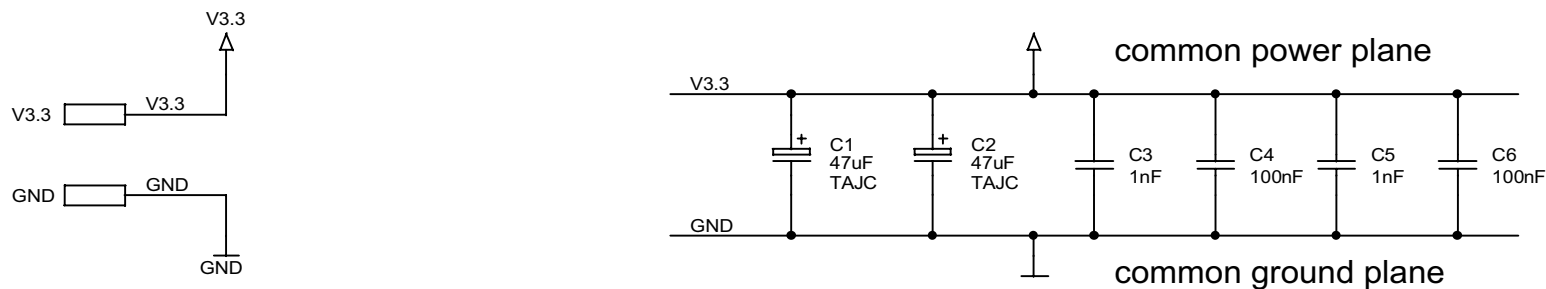 V3.3
V3.3 V3.3
GND GND
GND
common power plane
V3.3
+ C1
47uF
TAJC
+ C2
47uF
TAJC
C3
1nF
C4
100nF
C5
1nF
C6
100nF
GND
common ground plane